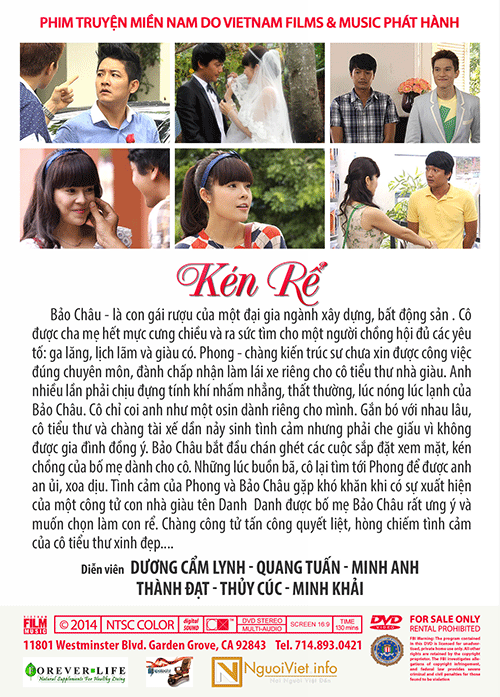 PHIM TRUYỆN MIỀN NAM DO VIETNAM FILMS & MUSIC PHÁT HÀNH
Kén Rể
Bảo Châu - là con gái rượu của một đại gia ngành xây dựng, bất động sản . Cô
được cha mẹ hết mực cưng chiều và ra sức tìm cho một người chồng hội đủ các yêu
tố: ga lăng, lịch lãm và giàu có. Phong - chàng kiến trúc sư chưa xin được công việc
đúng chuyên môn, đành chấp nhận làm lái xe riêng cho cô tiểu thư nhà giàu. Anh
nhiều lần phải chịu đựng tính khí nhấm nhẳng, thất thường, lúc nóng lúc lạnh của
Bảo Châu. Cô chỉ coi anh như một osin dành riêng cho mình. Gắn bó với nhau lâu,
cô tiểu thư và chàng tài xế dần nảy sinh tình cảm nhưng phải che giấu vì không
được gia đình đồng ý. Bảo Châu bắt đầu chán ghét các cuộc sắp đặt xem mặt, kén
chồng của bố mẹ dành cho cô. Những lúc buồn bã, cô lại tìm tới Phong để được anh
an ủi, xoa dịu. Tình cảm của Phong và Bảo Châu gặp khó khăn khi có sự xuất hiện
của một công tử con nhà giàu tên Danh Danh được bố mẹ Bảo Châu rất ưng ý và
muốn chọn làm con rể. Chàng công tử tấn công quyết liệt, hòng chiếm tình cảm
của cô tiểu thư xinh đẹp....
Diễn viên DƯƠNG CẨM LYNH - QUANG TUẤN - MINH ANH
THÀNH ĐẠT - THỦY CÚC - MINH KHẢI
VIETNAM FILM MUSIC © 2014 NTSC COLOR digital SOUND DVD STEREO MULTI-AUDIO SCREEN 16:9 TIME 130 mins DVD VIDEO FOR SALE ONLY
RENTAL PROHIBITED
11801 Westminster Blvd. Garden Grove, CA 92843 Tel. 714.893.0421
FBI Warning: The program contained
in this DVD is licensed for unauthorized,
private home use only. All other
rights are retained by the copyright
proprietor. The FBI investigates allegations
of copyright infringement,
and federal law provides severe
criminal and civil penalties for those
found to be in violation
FOREVER LIFE
Natural Supplements For Healthy Living
NguoiViet info
Nơi Người Việt Đầu